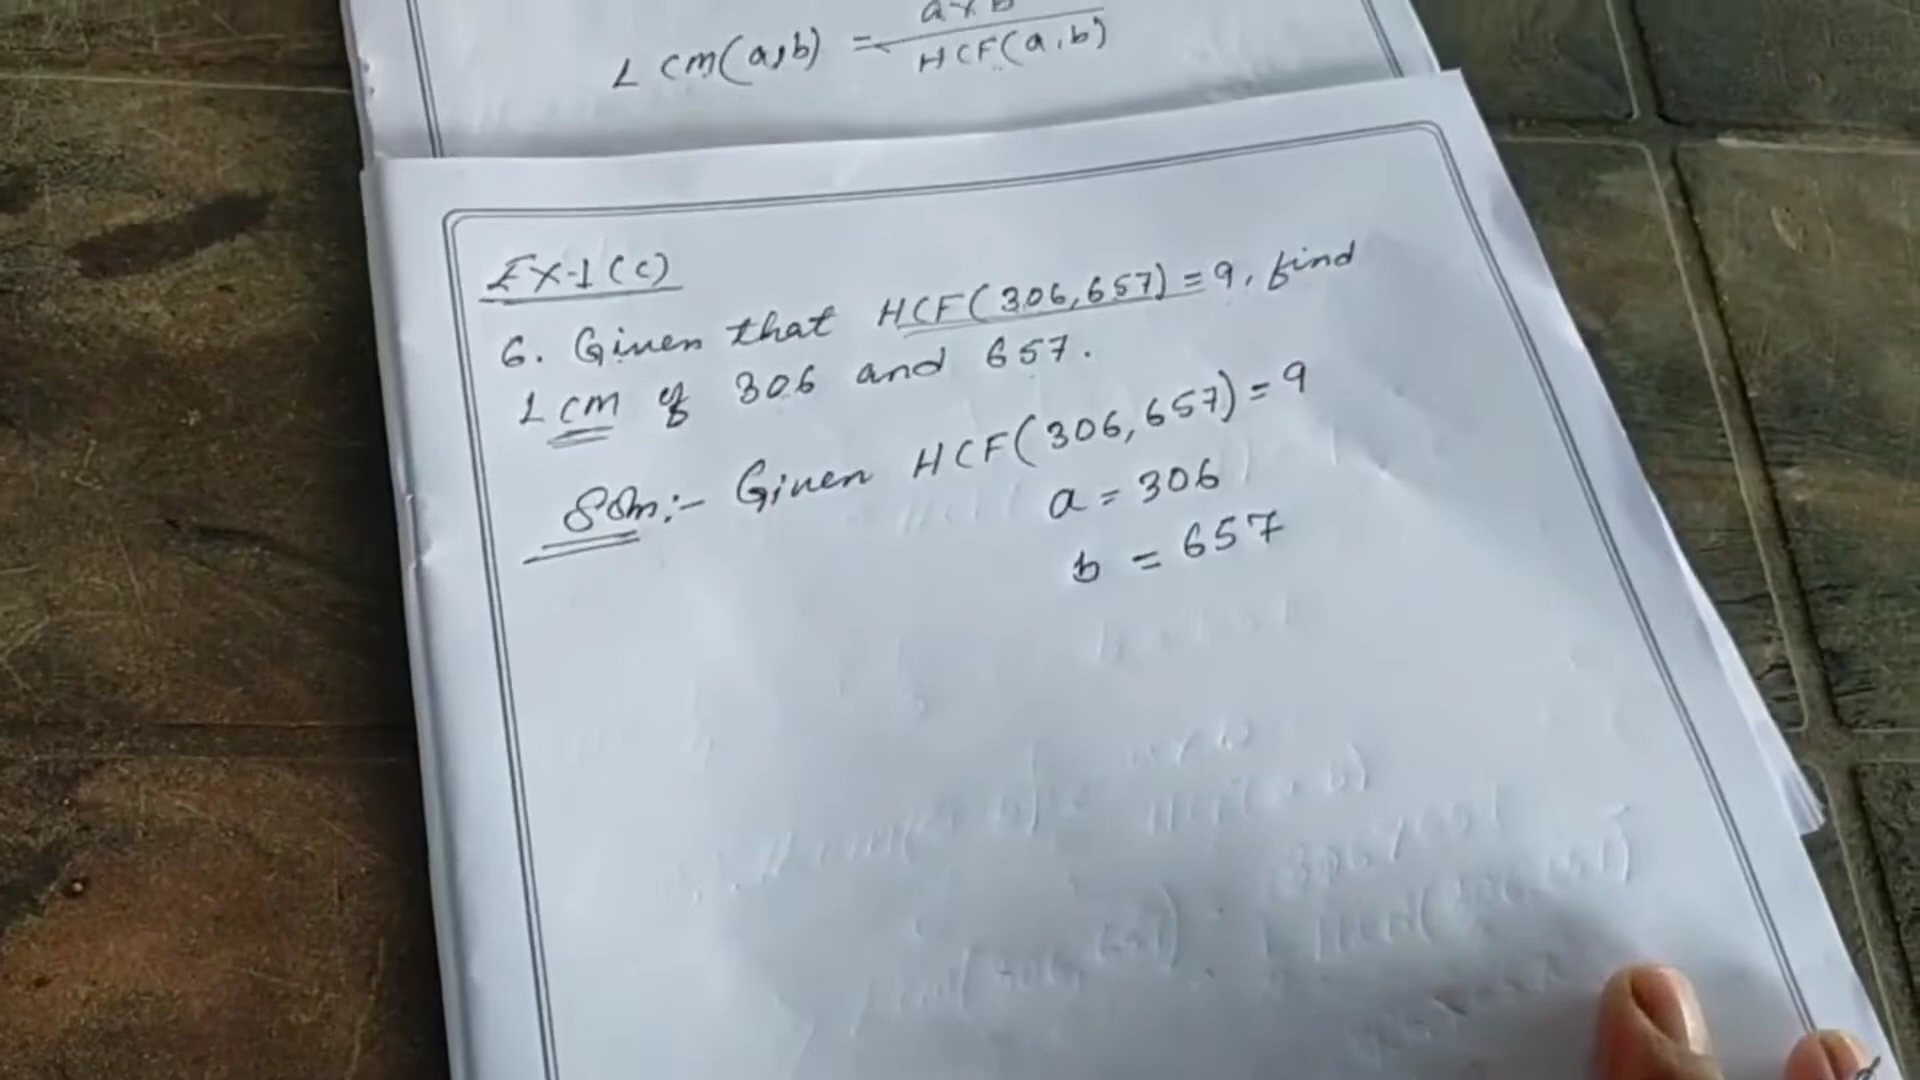 a×b
LCM(a,b) = HCF(a,b)
EX-1(c)
6. Given that HCF(306,657)=9, find
LCM of 306 and 657.
Soln:- Given HCF(306,657)=9
a = 306
b = 657